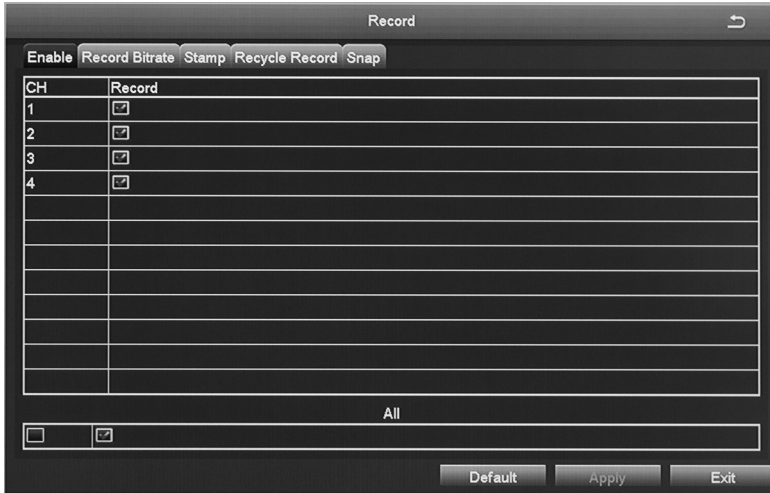 Record
Enable Record Bitrate Stamp Recycle Record Snap
CH Record
1
2
3
4
All
Default Apply Exit